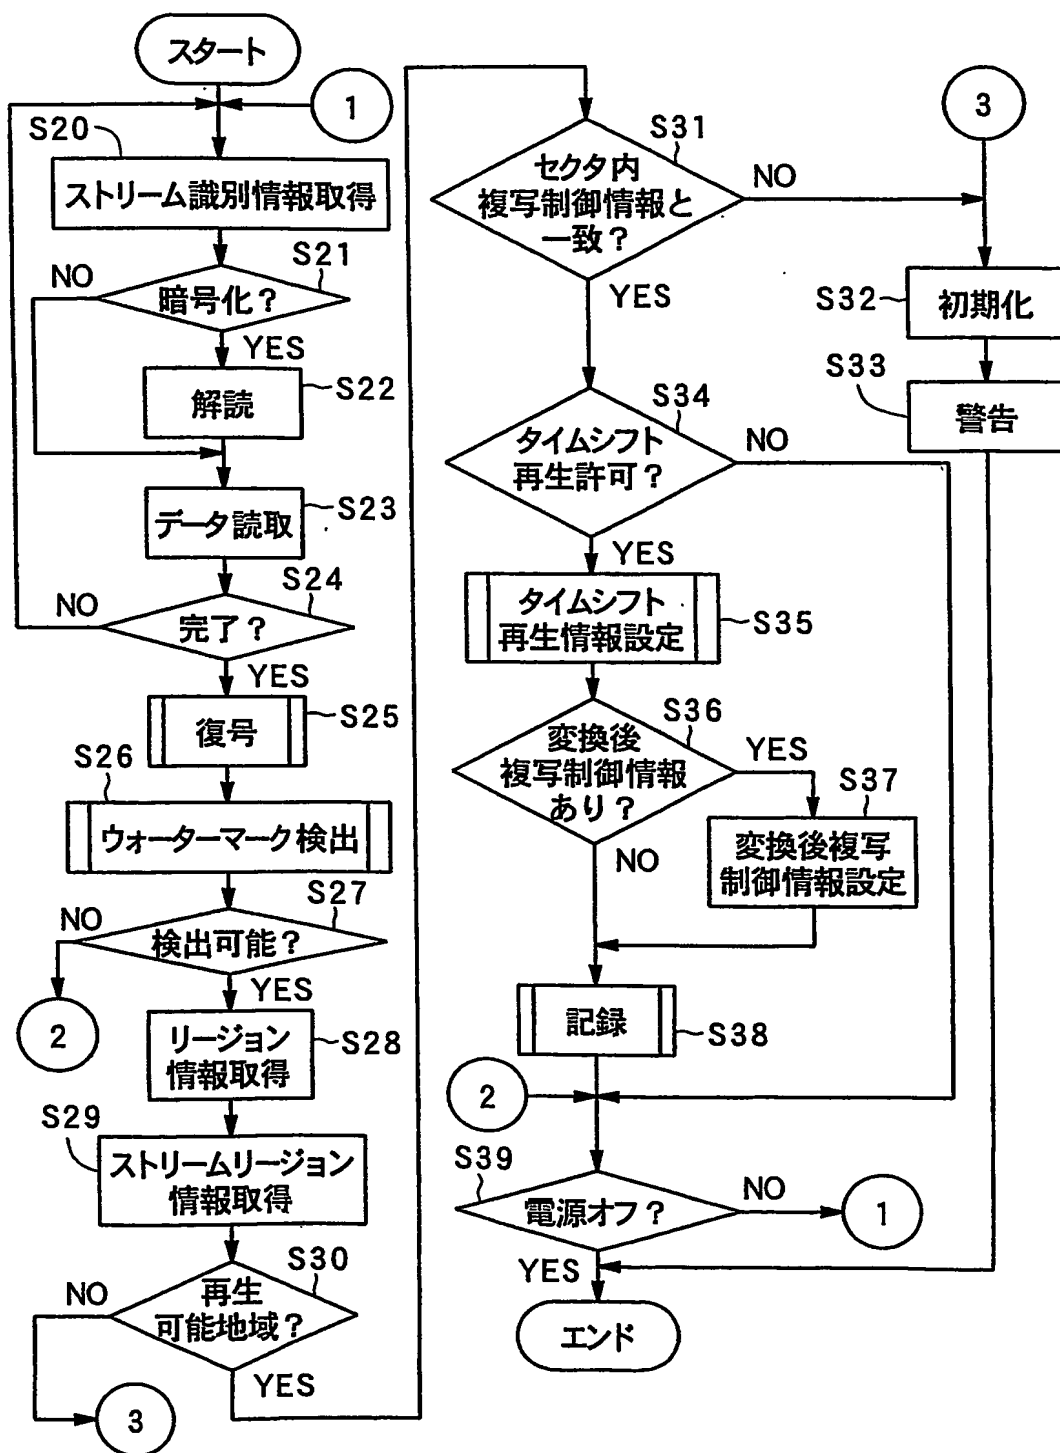 スタート
1
S20
ストリーム識別情報取得
S21
NO
暗号化？
YES
解読
S22
データ読取
S23
S24
NO
完了？
YES
復号
S25
S26
ウォーターマーク検出
S27
NO
検出可能？
YES
2
リージョン
情報取得
S28
S29
ストリームリージョン
情報取得
S30
NO
再生
可能地域？
YES
3
S31
セクタ内
複写制御情報と
一致？
NO
YES
3
S32
初期化
S33
警告
S34
タイムシフト
再生許可？
NO
YES
タイムシフト
再生情報設定
S35
S36
変換後
複写制御情報
あり？
YES
NO
S37
変換後複写
制御情報設定
記録
S38
2
S39
電源オフ？
NO
1
YES
エンド